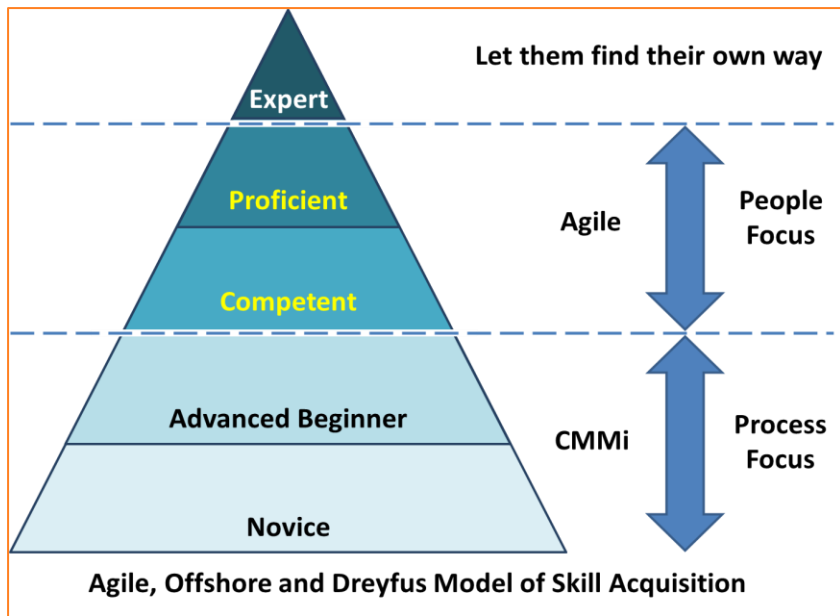 Let them find their own way
Expert
Proficient
Agile
People
Focus
Competent
Advanced Beginner
CMMi
Process
Focus
Novice
Agile, Offshore and Dreyfus Model of Skill Acquisition